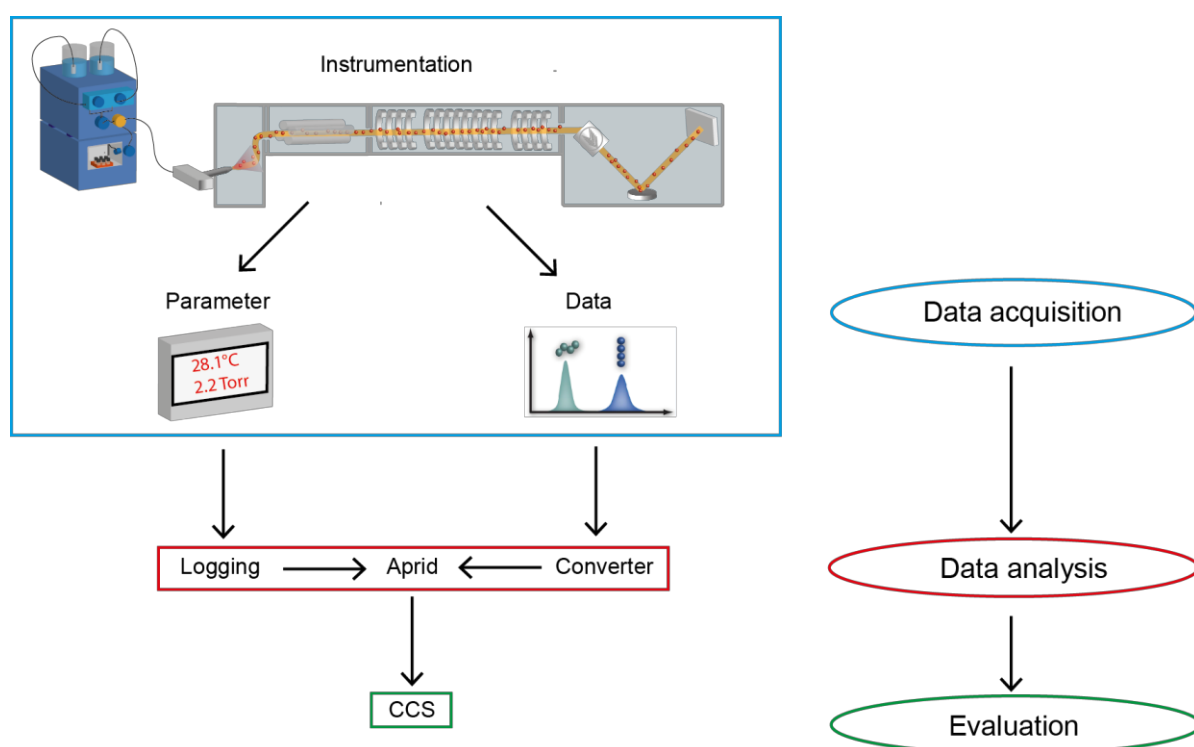 Instrumentation
Parameter
Data
28.1°C
2.2 Torr
Data acquisition
Logging
Aprid
Converter
Data analysis
CCS
Evaluation